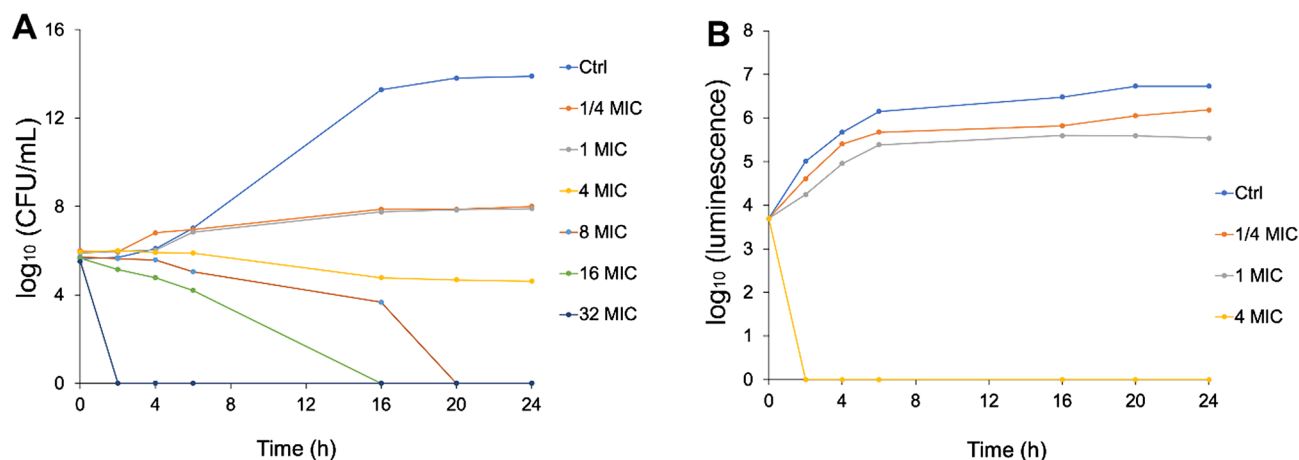 A
log₁₀ (CFU/mL)
16
12
8
4
0
0 4 8 12 16 20 24
Time (h)
Ctrl
1/4 MIC
1 MIC
4 MIC
8 MIC
16 MIC
32 MIC
B
log₁₀ (luminescence)
8
7
6
5
4
3
2
1
0
0 4 8 12 16 20 24
Time (h)
Ctrl
1/4 MIC
1 MIC
4 MIC